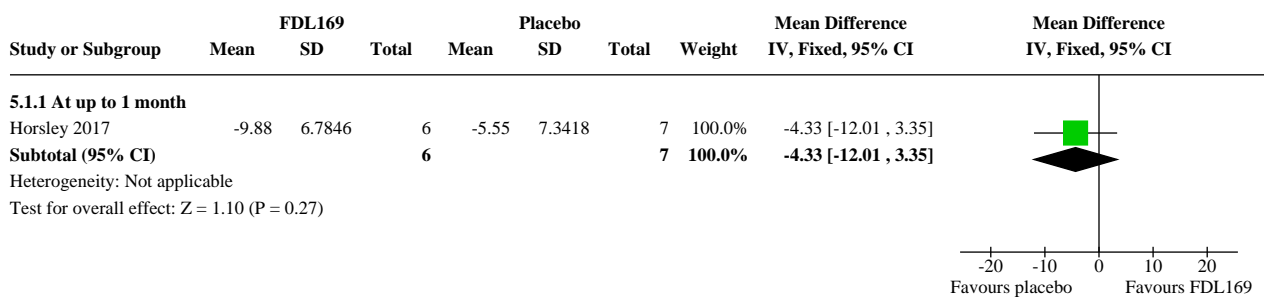 FDL169 Placebo Mean Difference Mean Difference
Study or Subgroup Mean SD Total Mean SD Total Weight IV, Fixed, 95% CI IV, Fixed, 95% CI
5.1.1 At up to 1 month
Horsley 2017 -9.88 6.7846 6 -5.55 7.3418 7 100.0% -4.33 [-12.01 , 3.35]
Subtotal (95% CI) 6 7 100.0% -4.33 [-12.01 , 3.35]
Heterogeneity: Not applicable
Test for overall effect: Z = 1.10 (P = 0.27)
-20 -10 0 10 20
Favours placebo Favours FDL169